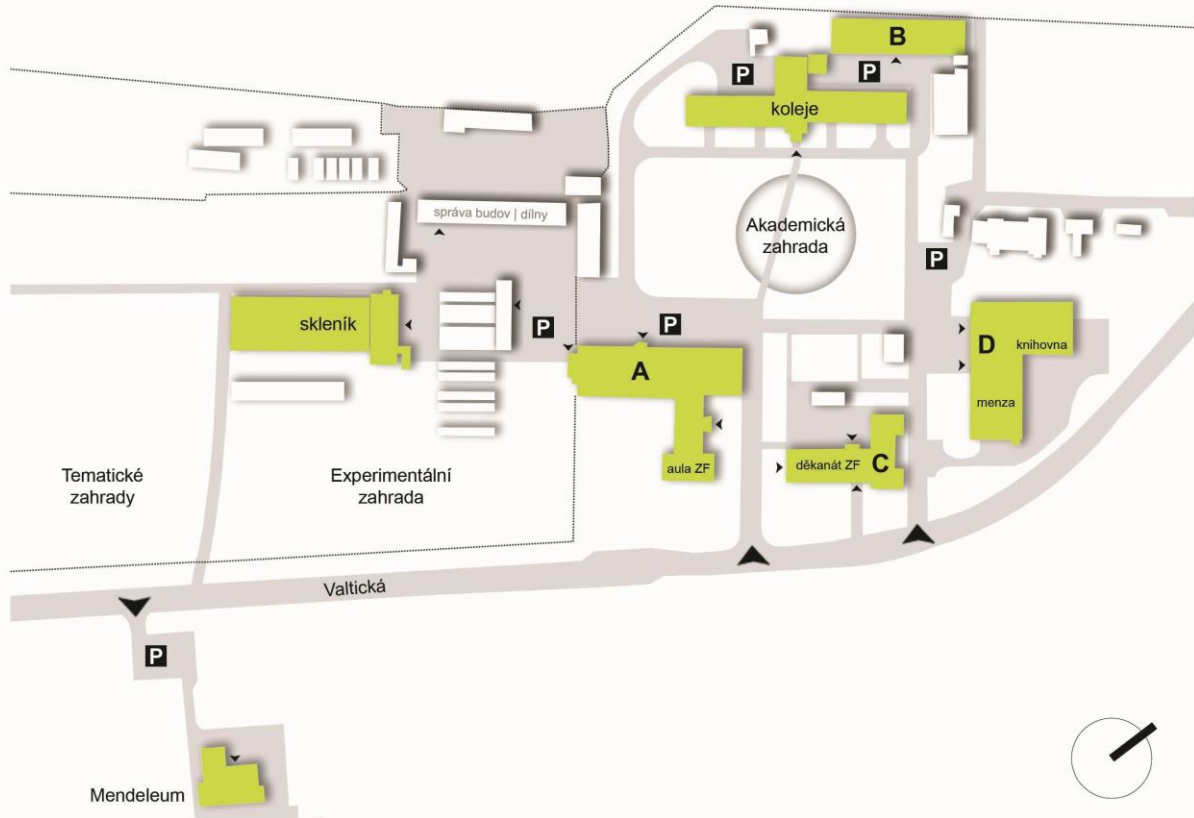 B
P
P
koleje
správa budov | dílny
Akademická
zahrada
P
skleník
P
P
D
knihovna
A
menza
aula ZF
děkanát ZF
C
Tematické
zahrady
Experimentální
zahrada
Valtická
P
Mendeleum